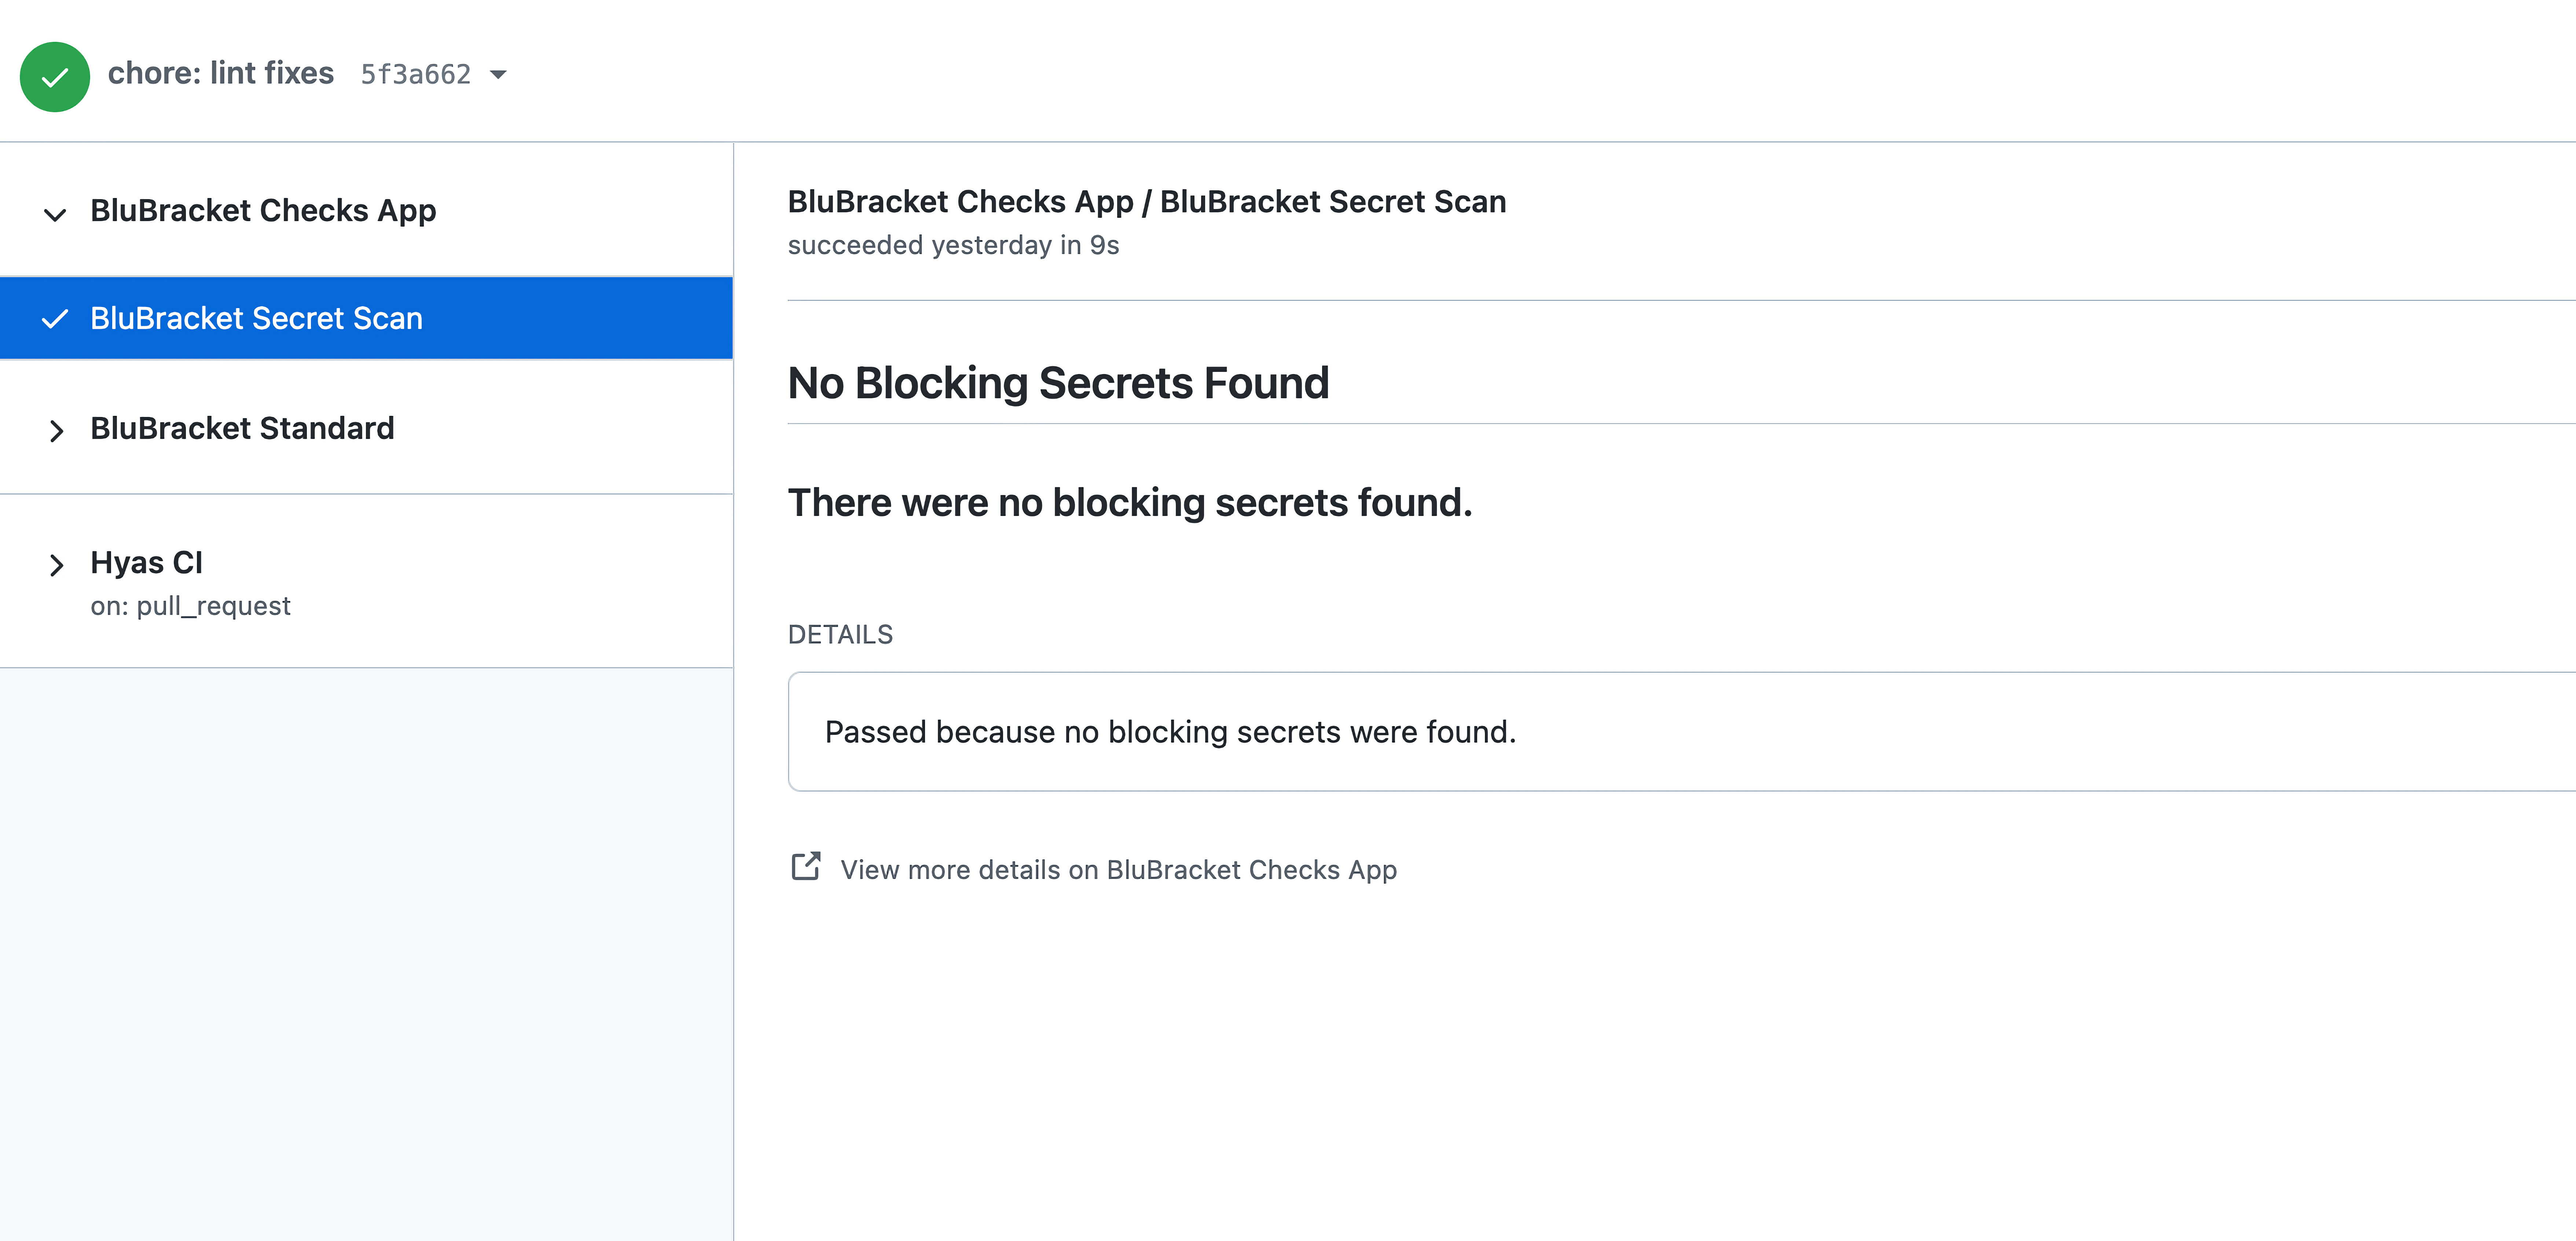 chore: lint fixes 5f3a662
BluBracket Checks App
BluBracket Secret Scan
BluBracket Standard
Hyas CI
on: pull_request
BluBracket Checks App / BluBracket Secret Scan
succeeded yesterday in 9s
No Blocking Secrets Found
There were no blocking secrets found.
DETAILS
Passed because no blocking secrets were found.
View more details on BluBracket Checks App